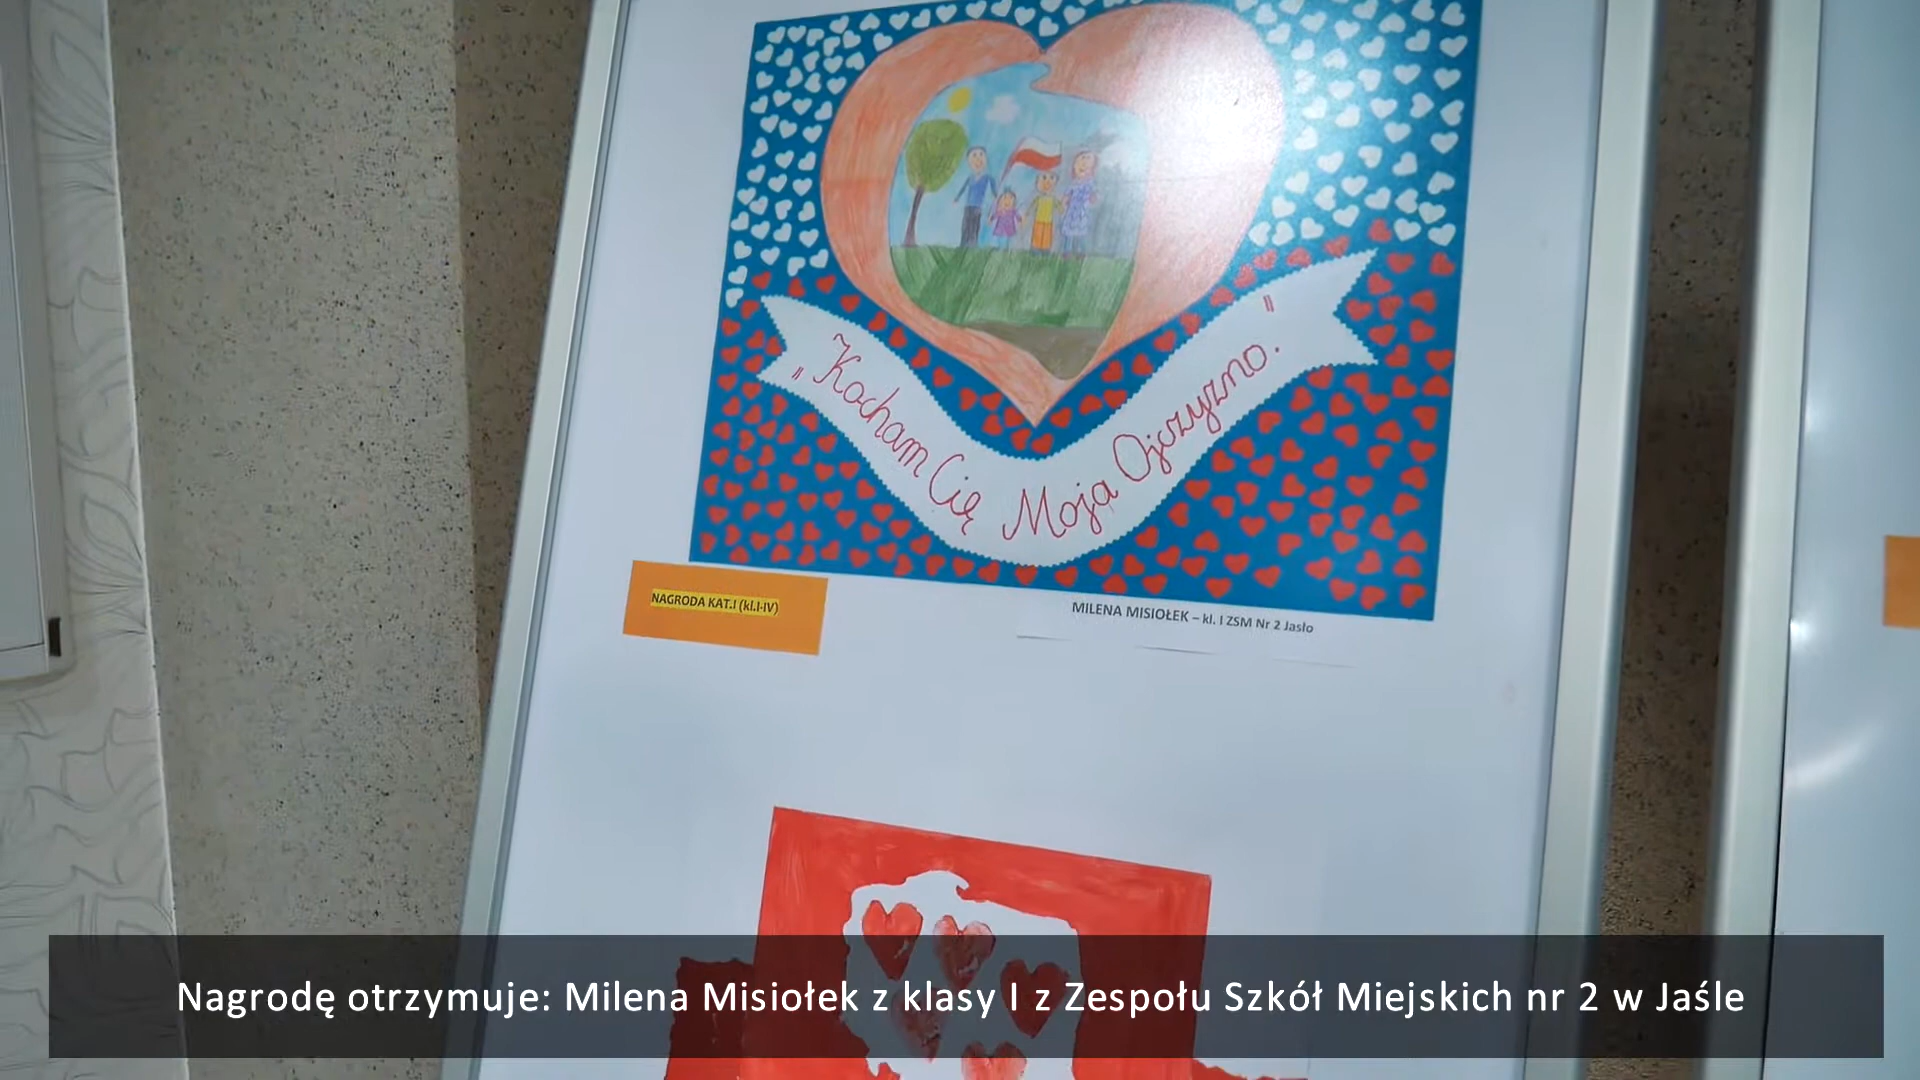 „Kocham Cię Moja Ojczyzno."
NAGRODA KAT.I (kl.I-IV)
MILENA MISIOŁEK – kl. I ZSM Nr 2 Jasło
Nagrodę otrzymuje: Milena Misiołek z klasy I z Zespołu Szkół Miejskich nr 2 w Jaśle